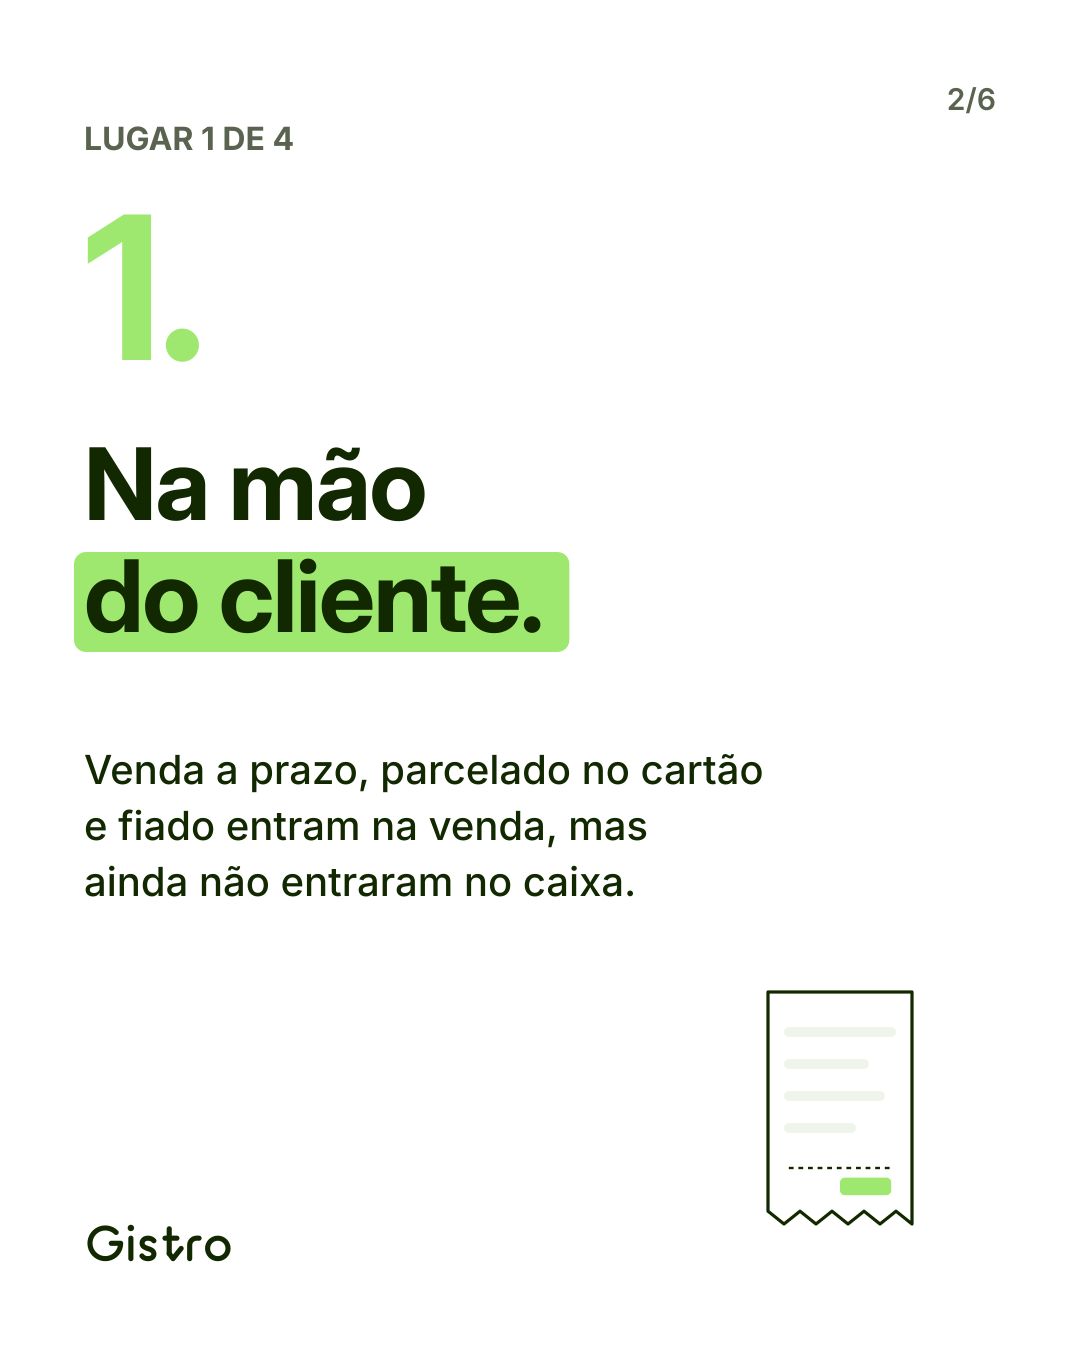 2/6
LUGAR 1 DE 4
1.
Na mão
do cliente.
Venda a prazo, parcelado no cartão
e fiado entram na venda, mas
ainda não entraram no caixa.
Gistro